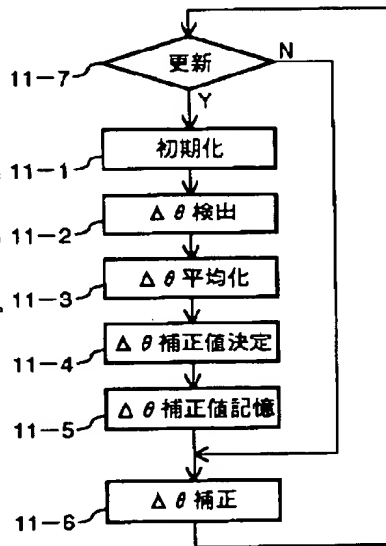 更新
N
11-7
Y
初期化
11-1
Δθ検出
11-2
Δθ平均化
11-3
Δθ補正値決定
11-4
Δθ補正値記憶
11-5
Δθ補正
11-6